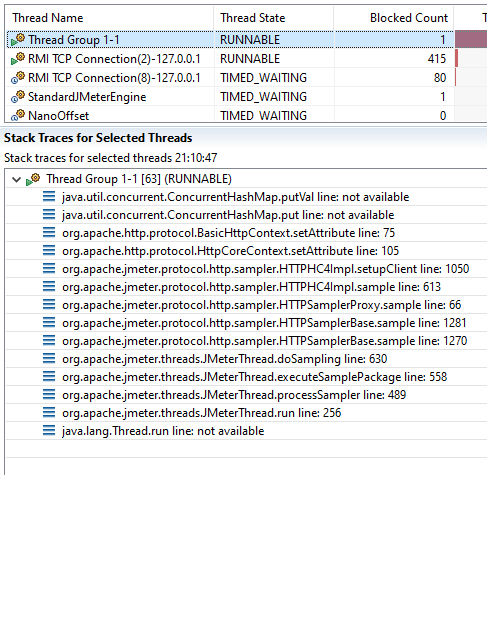 Thread Name Thread State Blocked Count T
Thread Group 1-1 RUNNABLE 1
RMI TCP Connection(2)-127.0.0.1 RUNNABLE 415
RMI TCP Connection(8)-127.0.0.1 TIMED_WAITING 80
StandardJMeterEngine TIMED_WAITING 1
NanoOffset TIMED_WAITING 0
Stack Traces for Selected Threads
Stack traces for selected threads 21:10:47
Thread Group 1-1 [63] (RUNNABLE)
java.util.concurrent.ConcurrentHashMap.putVal line: not available
java.util.concurrent.ConcurrentHashMap.put line: not available
org.apache.http.protocol.BasicHttpContext.setAttribute line: 75
org.apache.http.protocol.HttpCoreContext.setAttribute line: 105
org.apache.jmeter.protocol.http.sampler.HTTPHC4Impl.setupClient line: 1050
org.apache.jmeter.protocol.http.sampler.HTTPHC4Impl.sample line: 613
org.apache.jmeter.protocol.http.sampler.HTTPSamplerProxy.sample line: 66
org.apache.jmeter.protocol.http.sampler.HTTPSamplerBase.sample line: 1281
org.apache.jmeter.protocol.http.sampler.HTTPSamplerBase.sample line: 1270
org.apache.jmeter.threads.JMeterThread.doSampling line: 630
org.apache.jmeter.threads.JMeterThread.executeSamplePackage line: 558
org.apache.jmeter.threads.JMeterThread.processSampler line: 489
org.apache.jmeter.threads.JMeterThread.run line: 256
java.lang.Thread.run line: not available